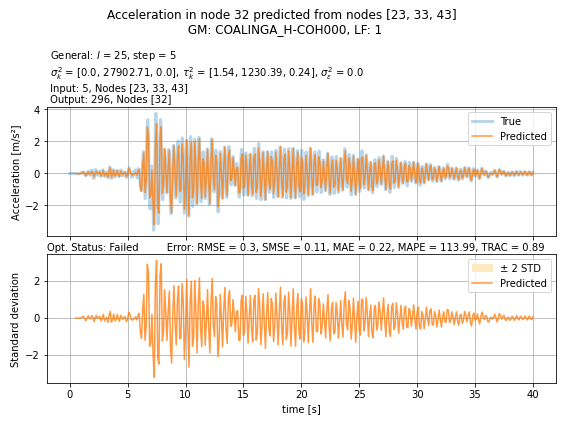 Acceleration in node 32 predicted from nodes [23, 33, 43]
GM: COALINGA_H-COH000, LF: 1
General: l = 25, step = 5
σ²ₖ = [0.0, 27902.71, 0.0], τ²ₖ = [1.54, 1230.39, 0.24], σ²ε = 0.0
Input: 5, Nodes [23, 33, 43]
Output: 296, Nodes [32]
4
2
0
−2
Acceleration [m/s²]
True
Predicted
Opt. Status: Failed Error: RMSE = 0.3, SMSE = 0.11, MAE = 0.22, MAPE = 113.99, TRAC = 0.89
2
0
−2
Standard deviation
± 2 STD
Predicted
0 5 10 15 20 25 30 35 40
time [s]